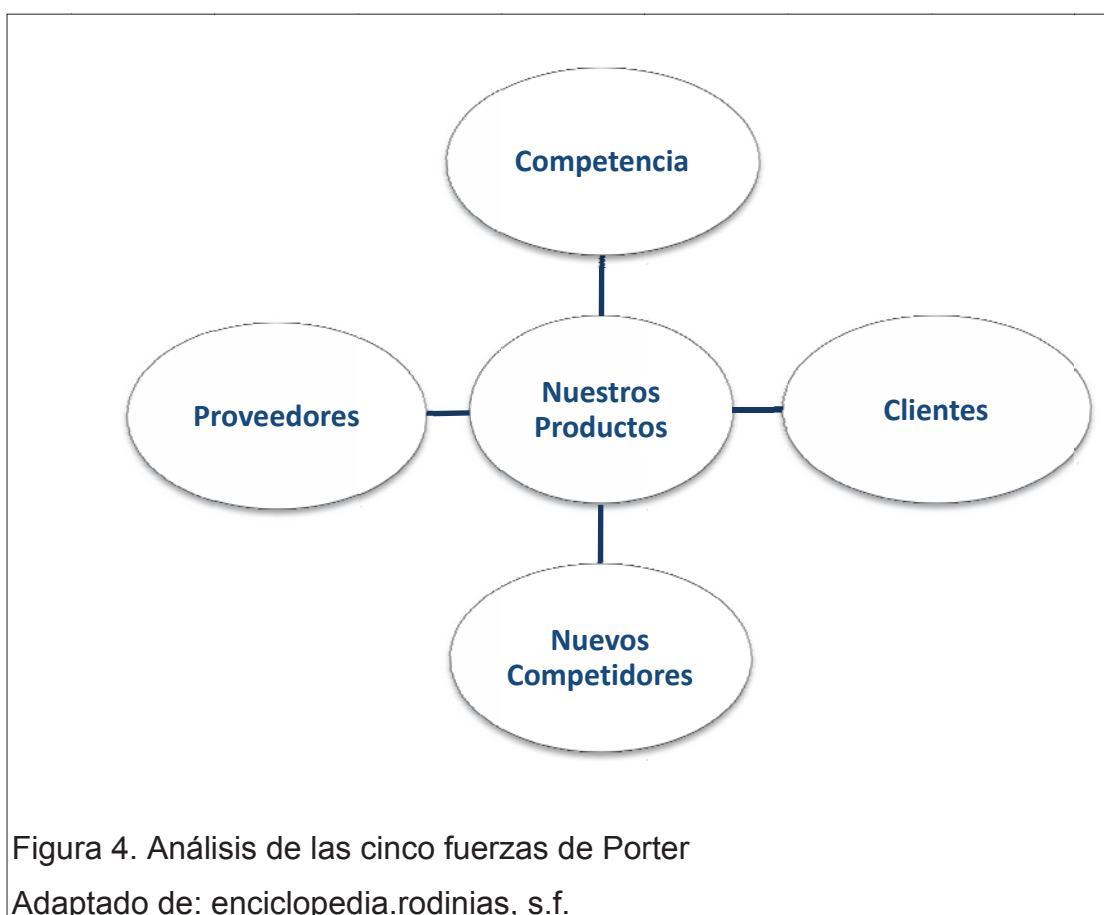 Competencia
Proveedores
Nuestros
Productos
Clientes
Nuevos
Competidores
Figura 4. Análisis de las cinco fuerzas de Porter
Adaptado de: enciclopedia.rodinias, s.f.